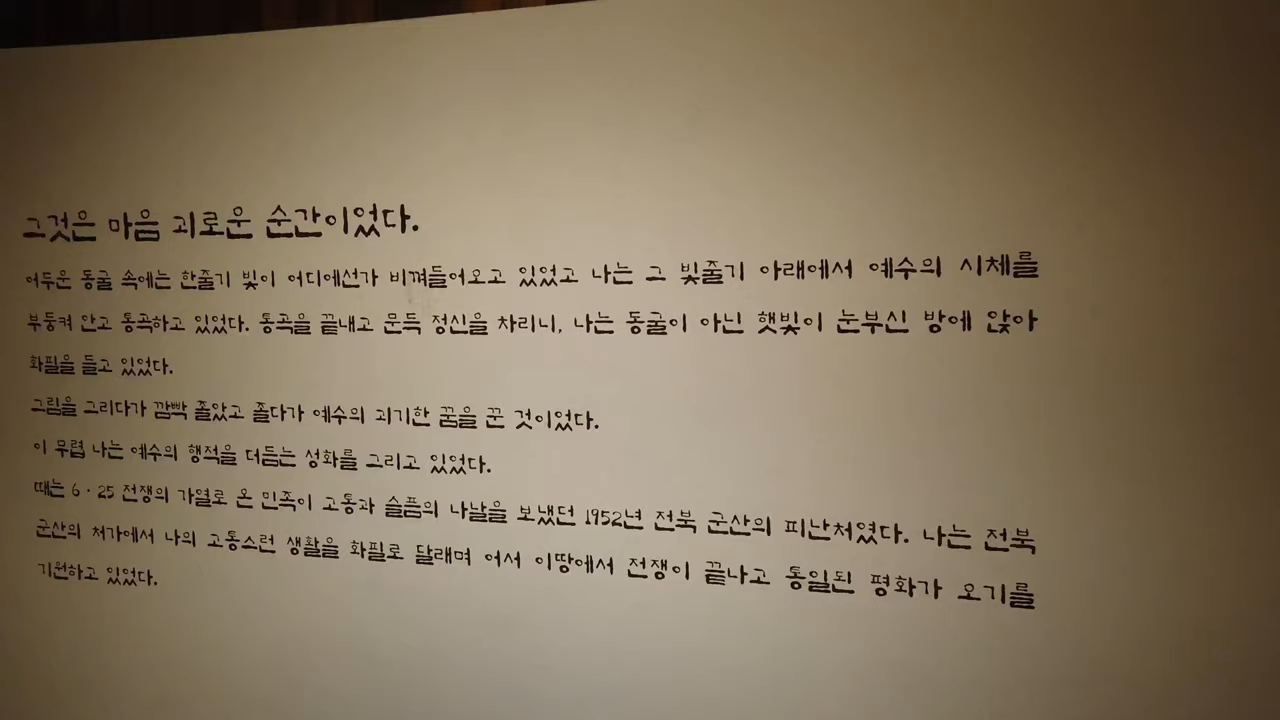 그것은 마음 괴로운 순간이었다.
어두운 동굴 속에는 한줄기 빛이 어디에선가 비껴들어오고 있었고 나는 그 빛줄기 아래에서 예수의 시체를
부둥켜 안고 통곡하고 있었다. 통곡을 끝내고 문득 정신을 차리니, 나는 동굴이 아닌 햇빛이 눈부신 방에 앉아
화필을 들고 있었다.
그림을 그리다가 깜빡 졸았고 졸다가 예수의 괴기한 꿈을 꾼 것이었다.
이 무렵 나는 예수의 행적을 더듬는 성화를 그리고 있었다.
때는 6·25 전쟁의 가열로 온 민족이 고통과 슬픔의 나날을 보냈던 1952년 전북 군산의 피난처였다. 나는 전북
군산의 처가에서 나의 고통스런 생활을 화필로 달래며 어서 이땅에서 전쟁이 끝나고 통일된 평화가 오기를
기원하고 있었다.